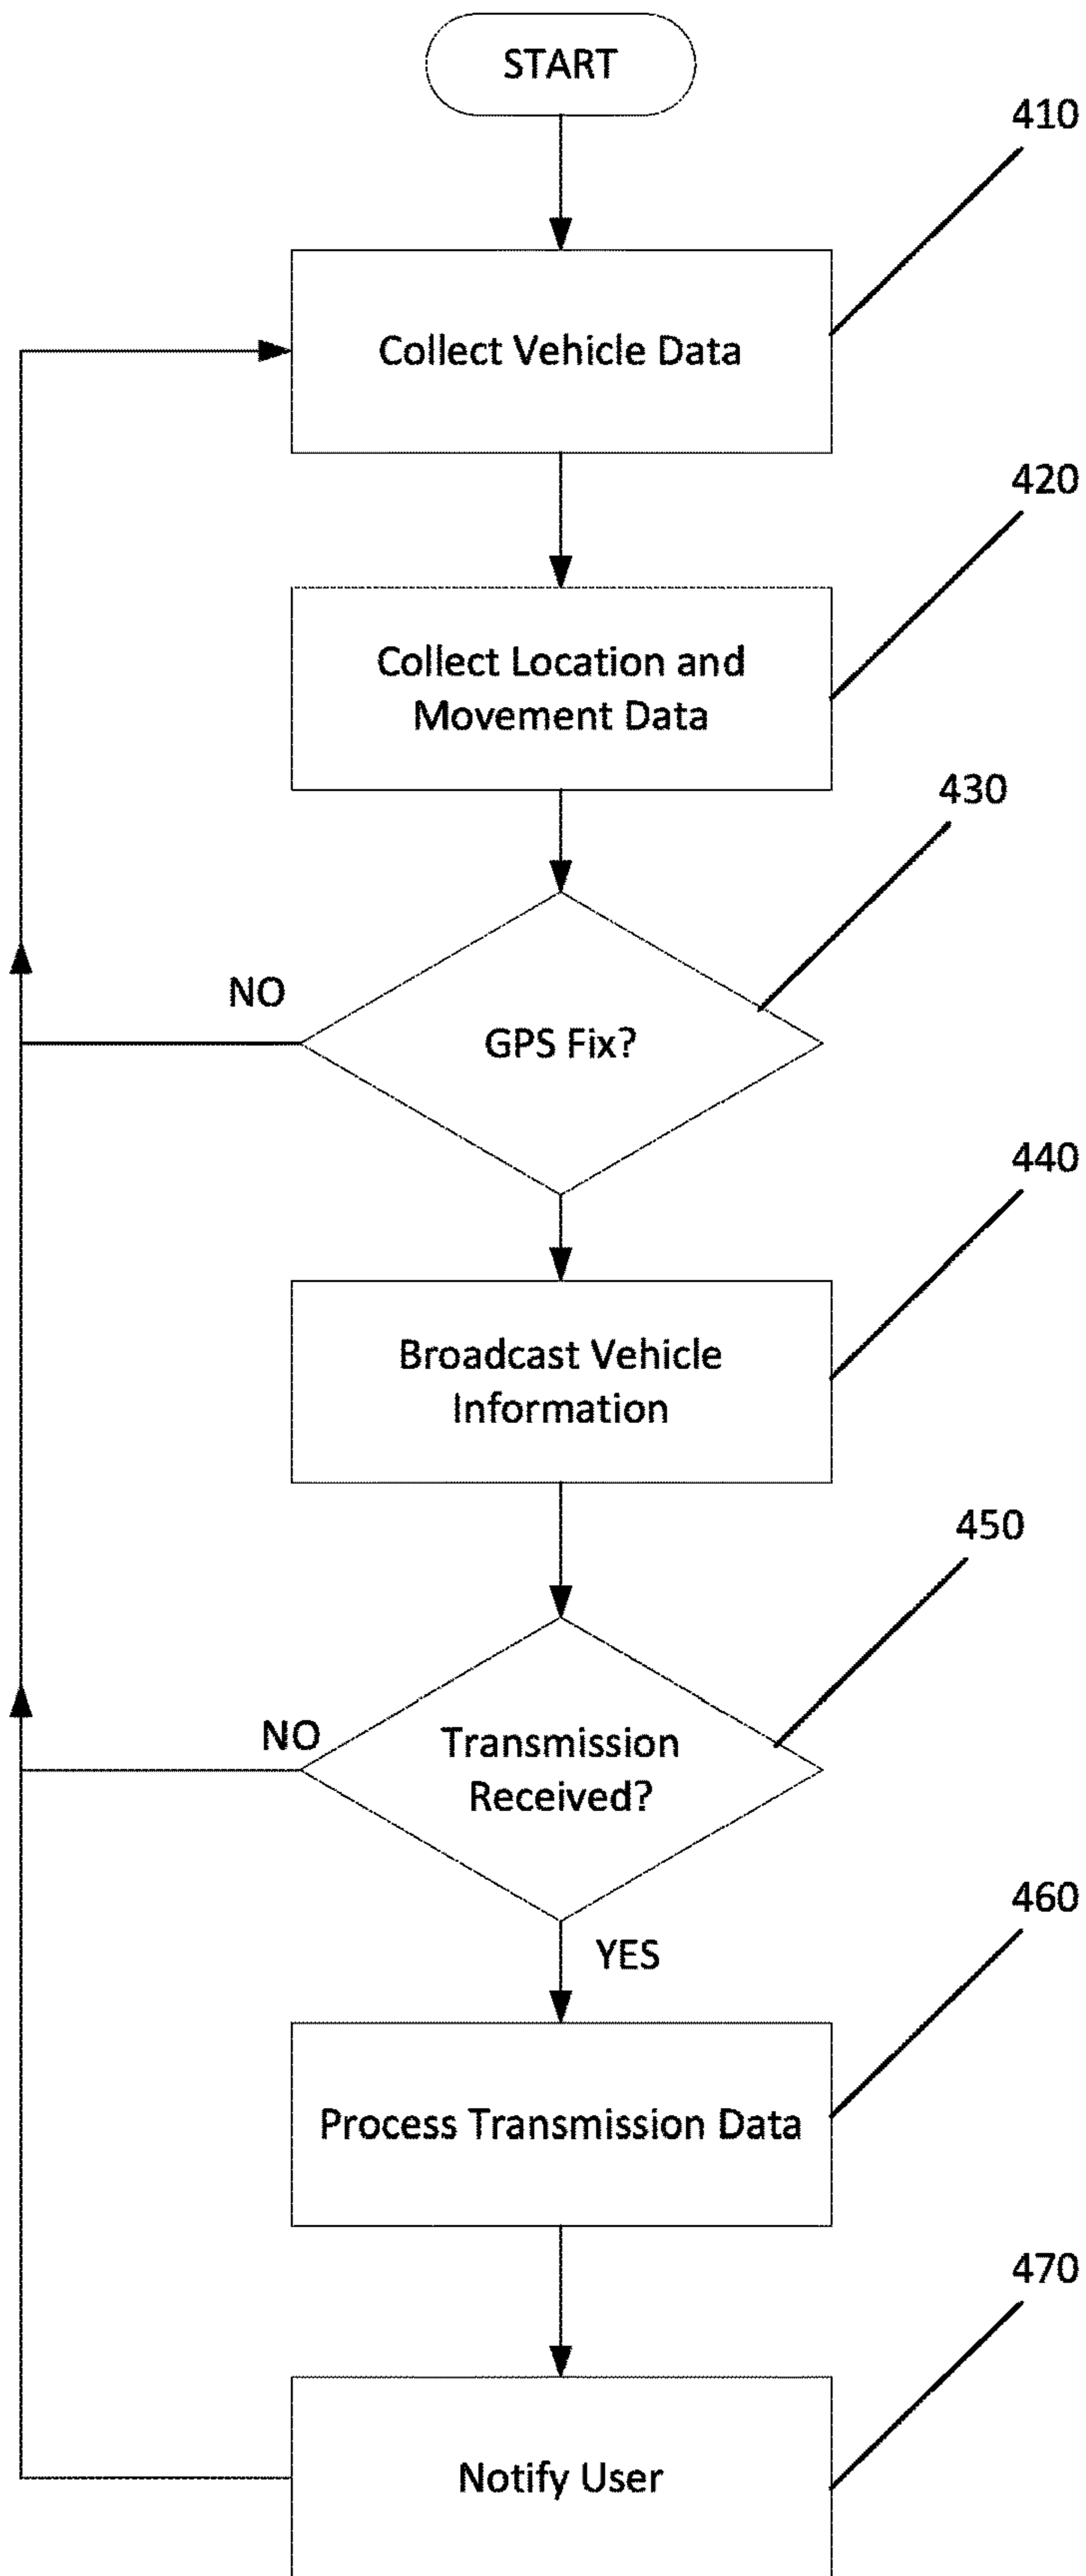 START
410
Collect Vehicle Data
420
Collect Location and
Movement Data
430
NO
GPS Fix?
440
Broadcast Vehicle
Information
450
NO
Transmission
Received?
460
YES
Process Transmission Data
470
Notify User